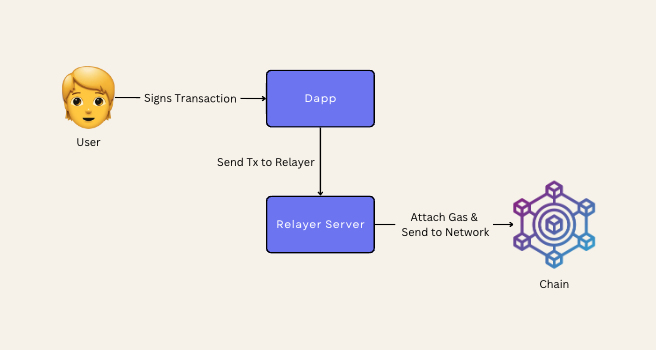 Signs Transaction
Dapp
User
Send Tx to Relayer
Relayer Server
Attach Gas &
Send to Network
Chain